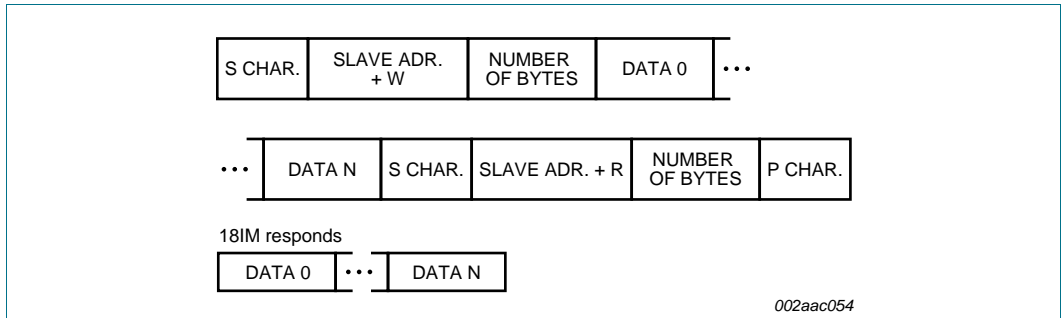 S CHAR. SLAVE ADR. + W NUMBER OF BYTES DATA 0 •••
••• DATA N S CHAR. SLAVE ADR. + R NUMBER OF BYTES P CHAR.
18IM responds
DATA 0 ••• DATA N
002aac054